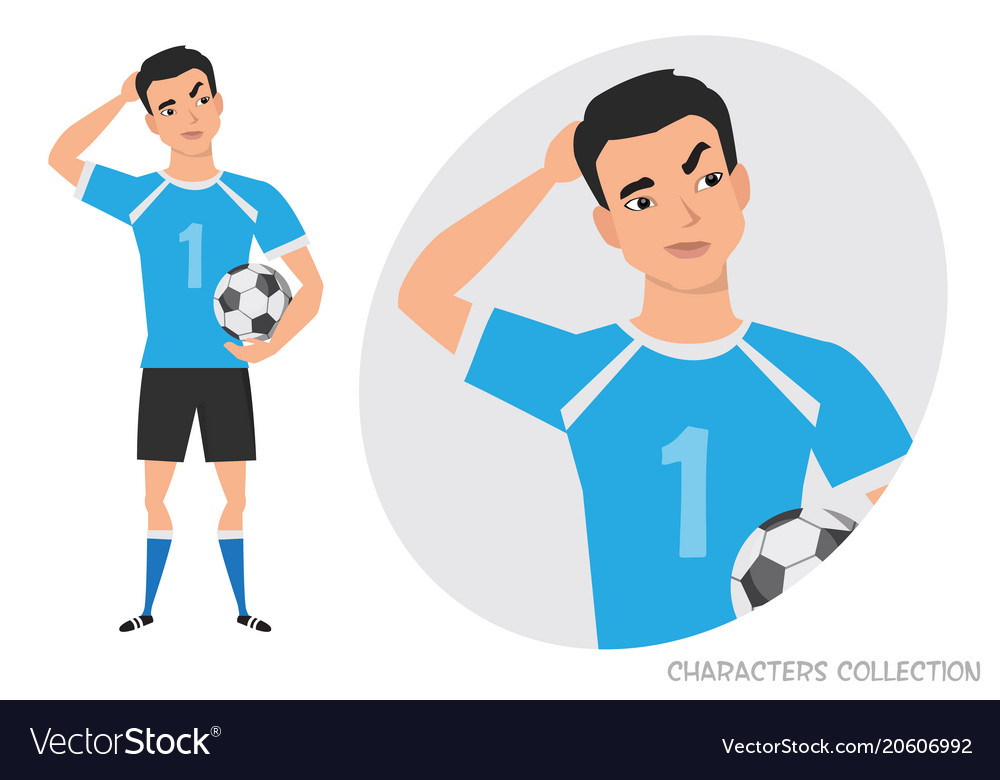 1
1
CHARACTERS COLLECTION
VectorStock®
VectorStock.com/20606992